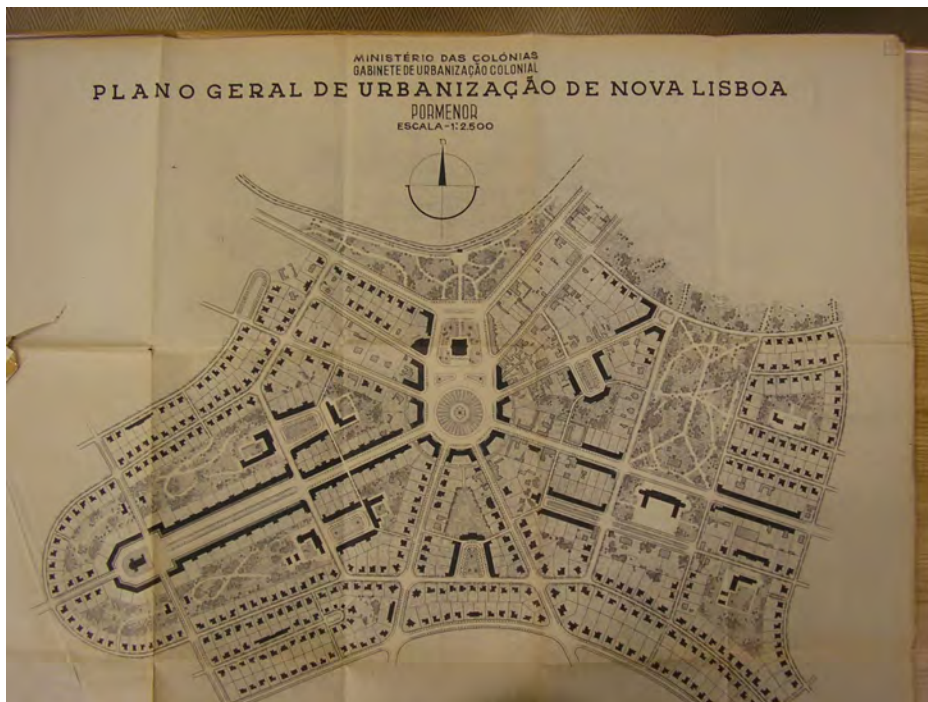 MINISTÉRIO DAS COLÓNIAS
GABINETE DE URBANIZAÇÃO COLONIAL
PLANO GERAL DE URBANIZAÇÃO DE NOVA LISBOA
PORMENOR
ESCALA-1:2.500